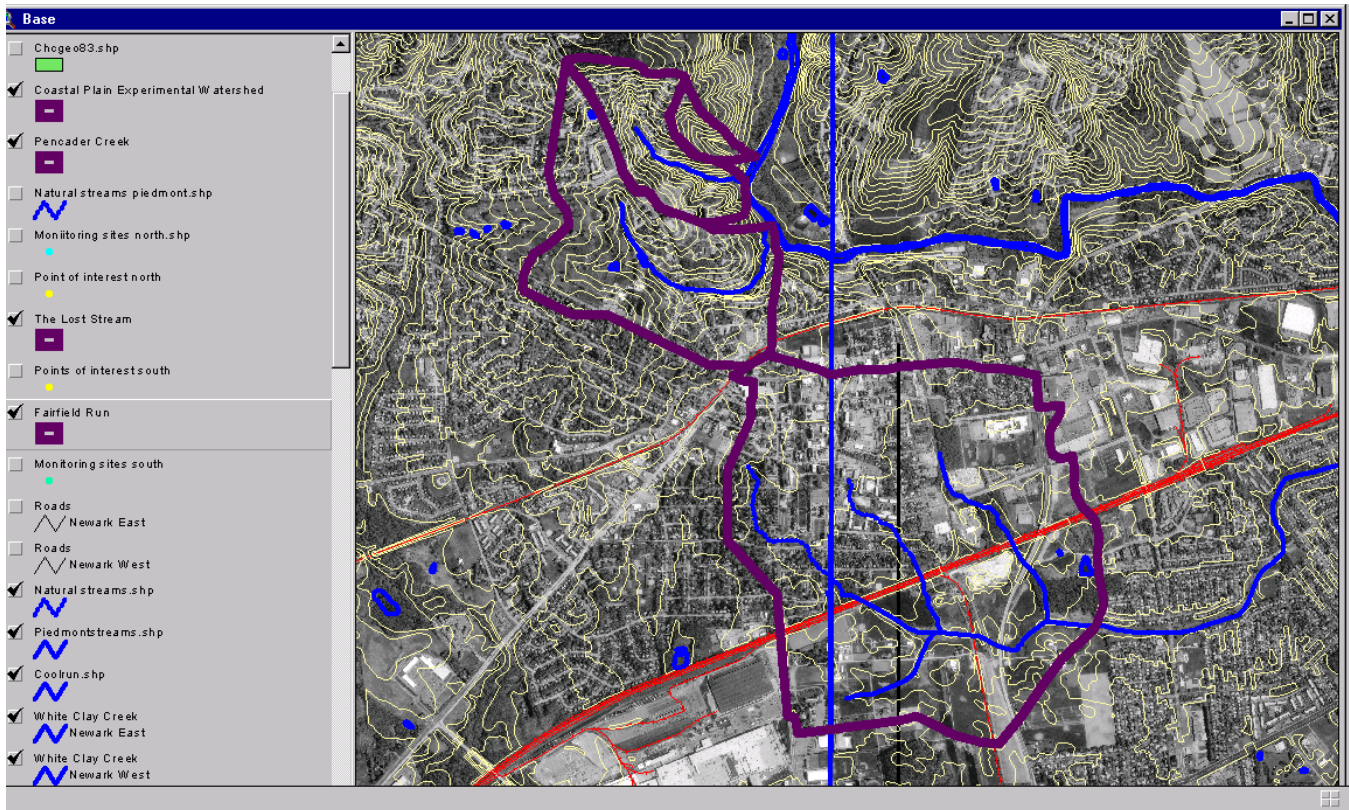 Base
Chcgeo83.shp
Coastal Plain Experimental Watershed
Pencader Creek
Natural streams piedmont.shp
Moniitoring sites north.shp
Point of interest north
The Lost Stream
Points of interest south
Fairfield Run
Monitoring sites south
Roads
Newark East
Roads
Newark West
Natural streams.shp
Piedmontstreams.shp
Coolrun.shp
White Clay Creek
Newark East
White Clay Creek
Newark West